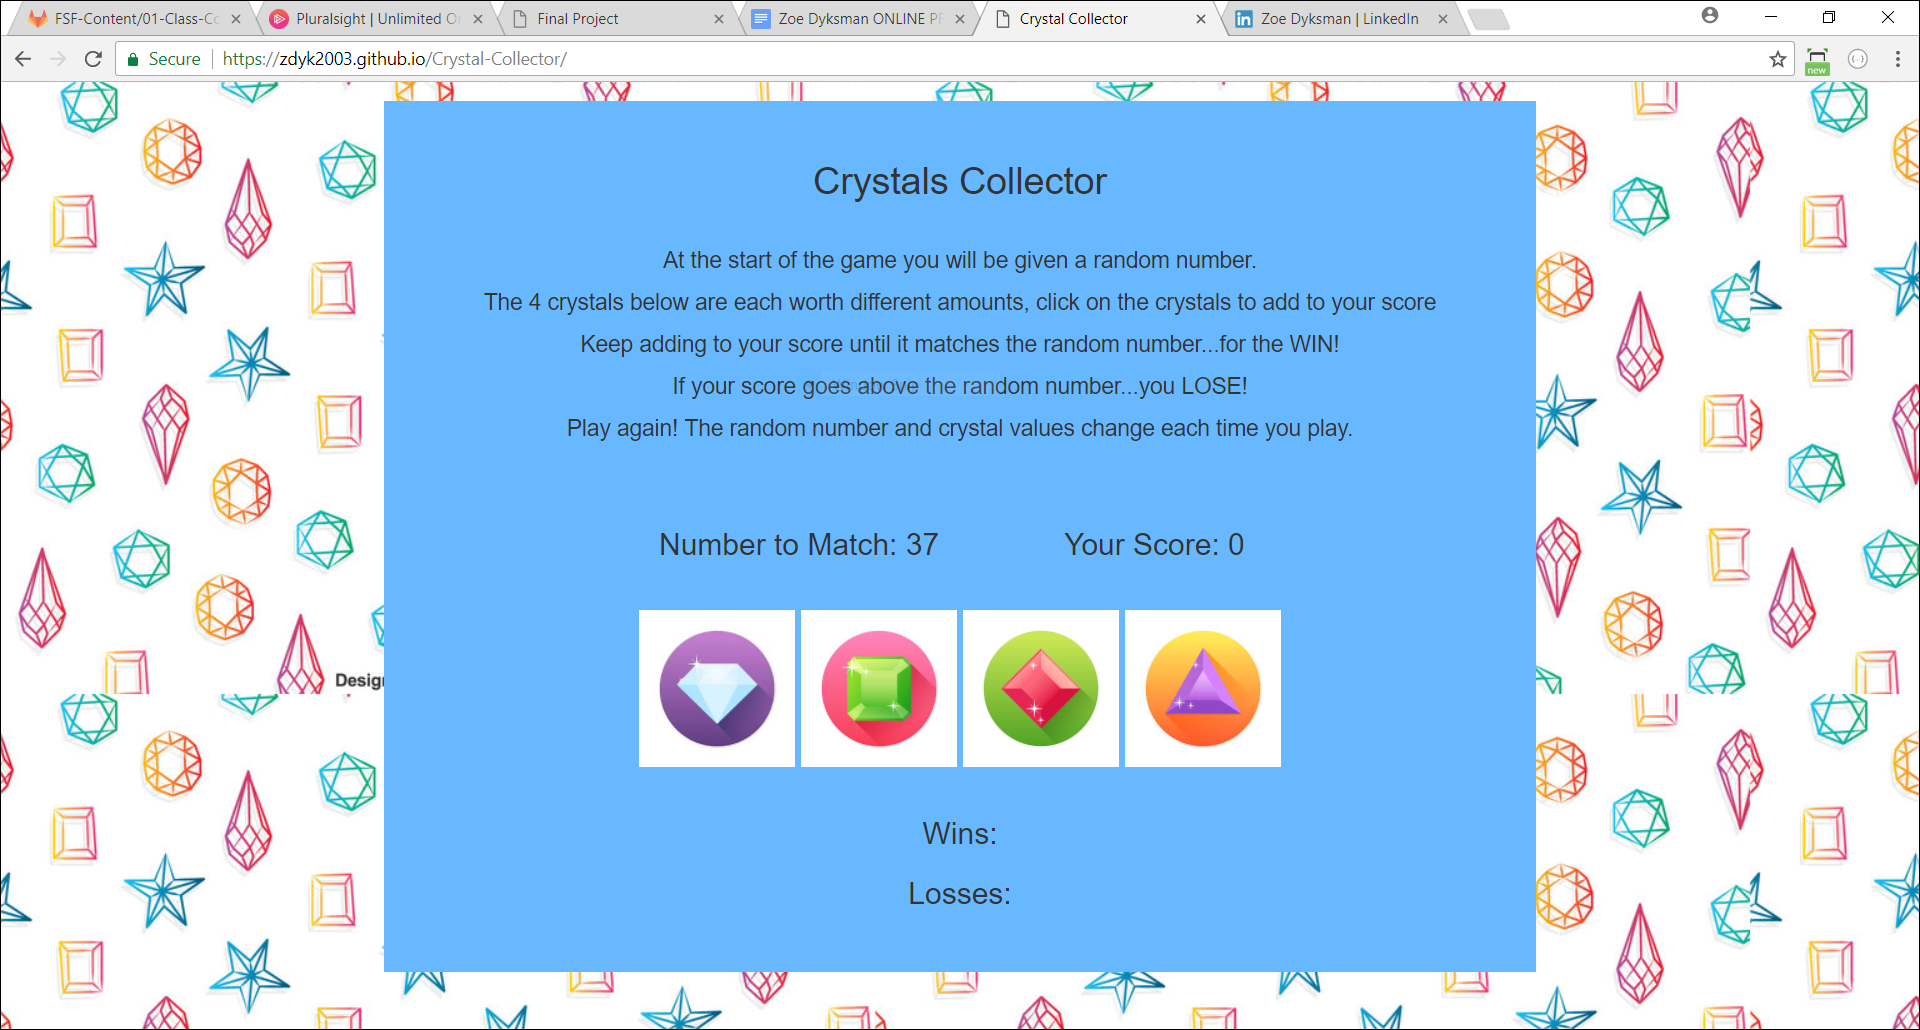 FSF-Content/01-Class-Co
Pluralsight | Unlimited O
Final Project
Zoe Dyksman ONLINE PR
Crystal Collector
Zoe Dyksman | LinkedIn
Secure
https://zdyk2003.github.io/Crystal-Collector/
new
Crystals Collector
At the start of the game you will be given a random number.
The 4 crystals below are each worth different amounts, click on the crystals to add to your score
Keep adding to your score until it matches the random number...for the WIN!
If your score goes above the random number...you LOSE!
Play again! The random number and crystal values change each time you play.
Number to Match: 37
Your Score: 0
Desigr
Wins:
Losses: